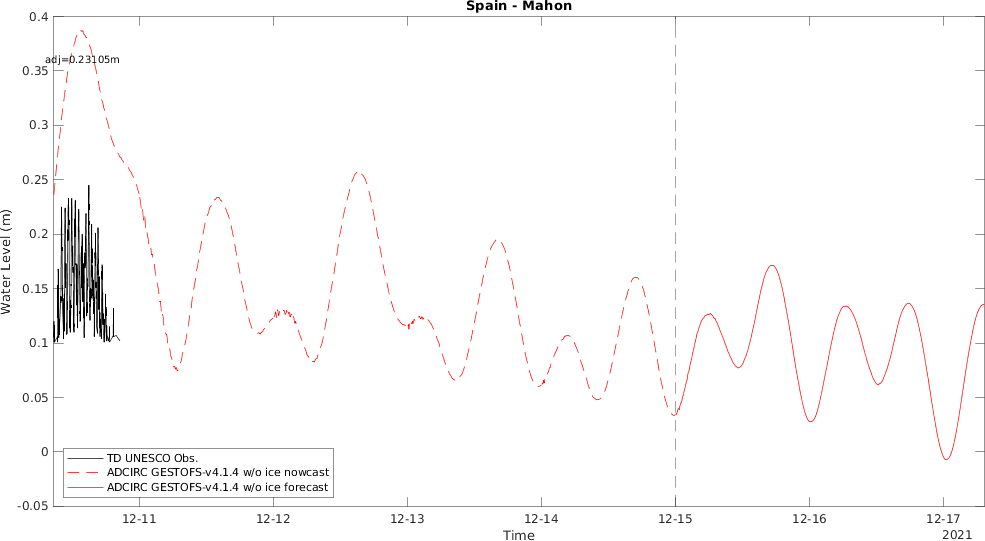 Spain - Mahon
adj=0.23105m
0.4
0.35
0.3
0.25
0.2
0.15
0.1
0.05
0
-0.05
Water Level (m)
TD UNESCO Obs.
ADCIRC GESTOFS-v4.1.4 w/o ice nowcast
ADCIRC GESTOFS-v4.1.4 w/o ice forecast
12-11 12-12 12-13 12-14 12-15 12-16 12-17
Time
2021